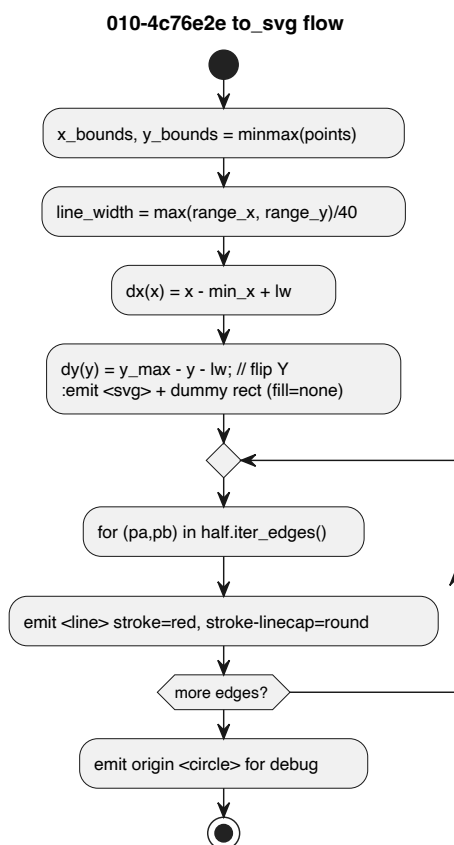 010-4c76e2e to_svg flow
x_bounds, y_bounds = minmax(points)
line_width = max(range_x, range_y)/40
dx(x) = x - min_x + lw
dy(y) = y_max - y - lw; // flip Y
:emit <svg> + dummy rect (fill=none)
for (pa,pb) in half.iter_edges()
emit <line> stroke=red, stroke-linecap=round
more edges?
emit origin <circle> for debug